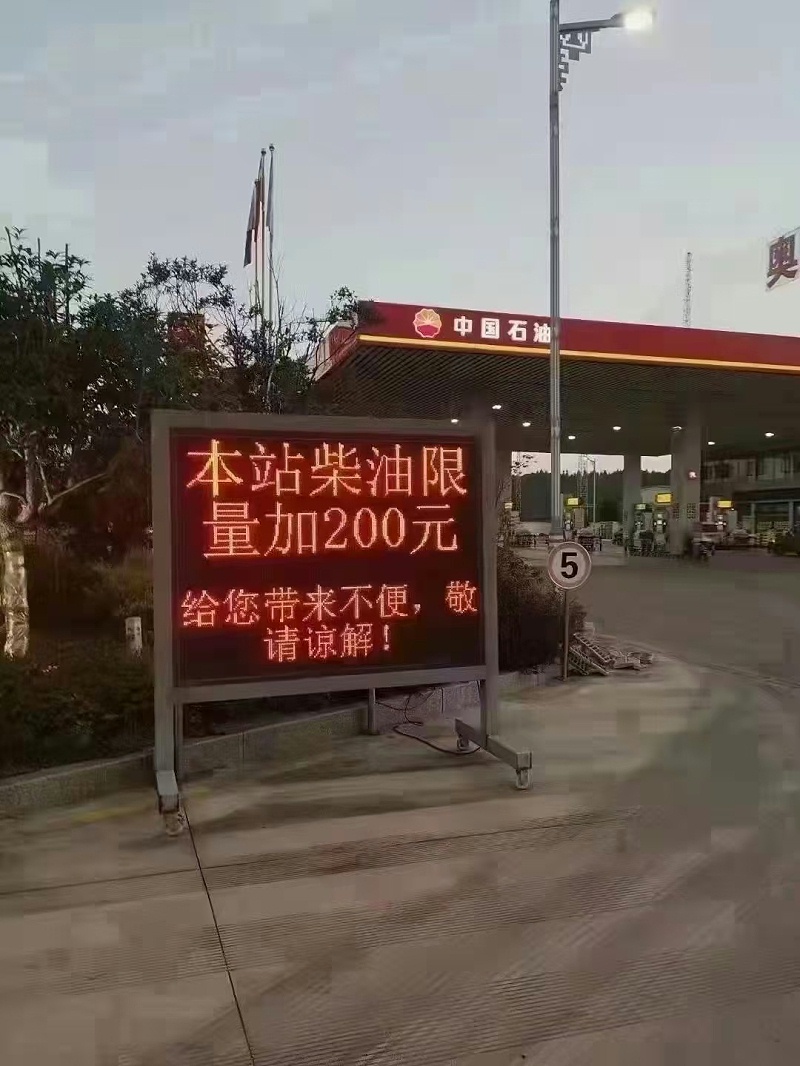 奥
中国石油
本站柴油限
量加200元
给您带来不便，敬
请谅解！
5